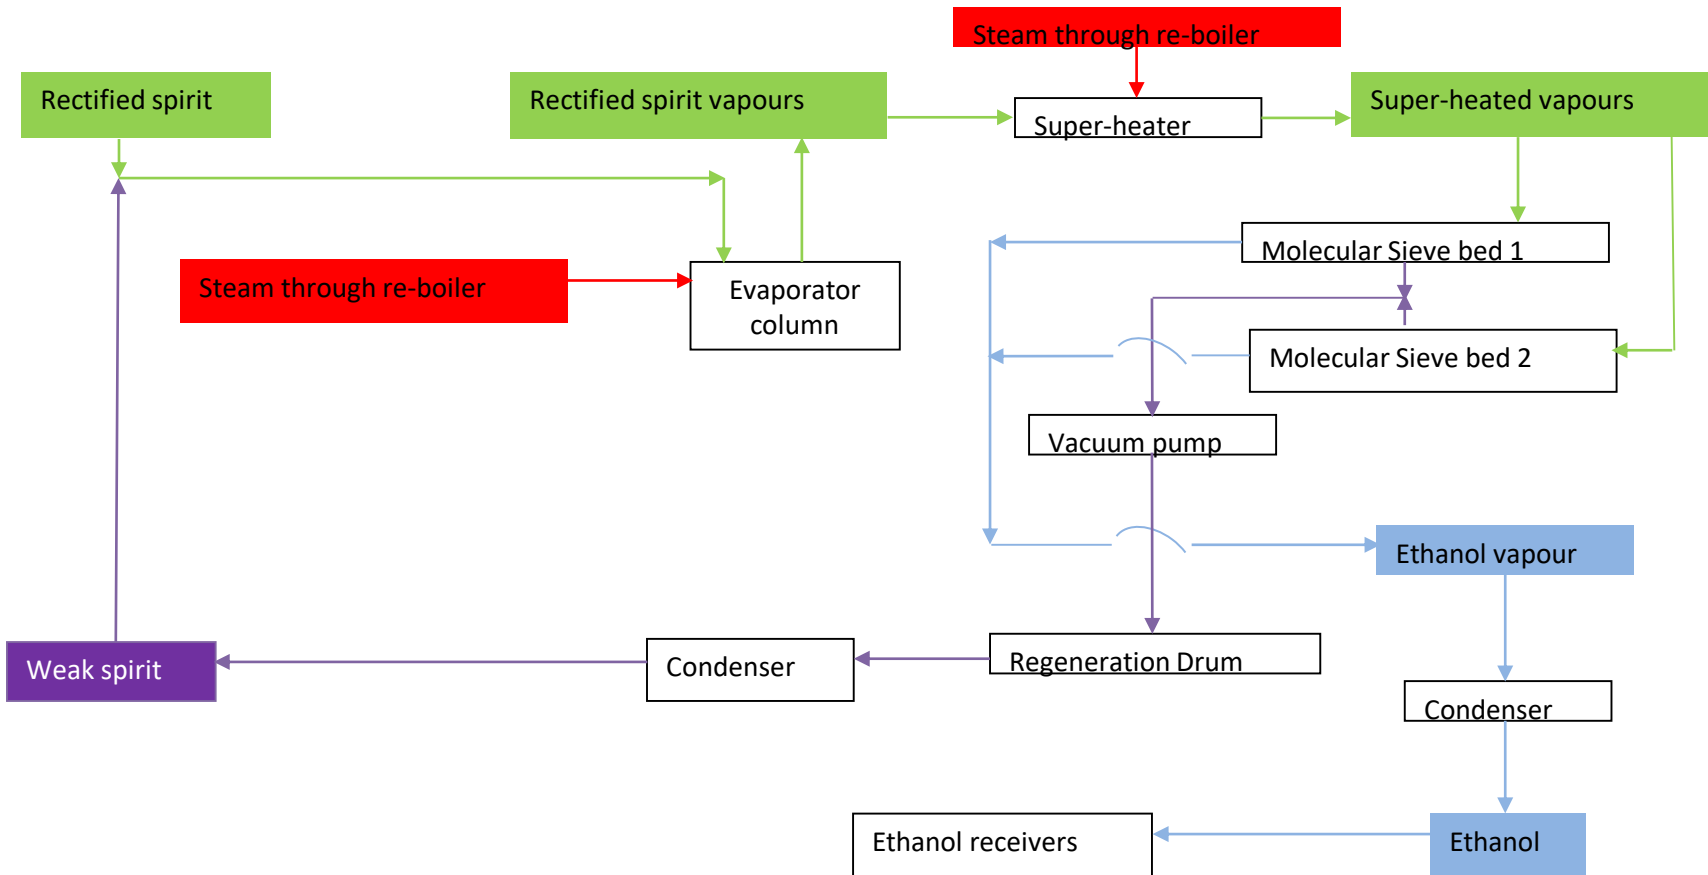 Steam through re-boiler
Rectified spirit
Rectified spirit vapours
Super-heater
Super-heated vapours
Molecular Sieve bed 1
Steam through re-boiler
Evaporator
column
Molecular Sieve bed 2
Vacuum pump
Ethanol vapour
Weak spirit
Condenser
Regeneration Drum
Condenser
Ethanol receivers
Ethanol